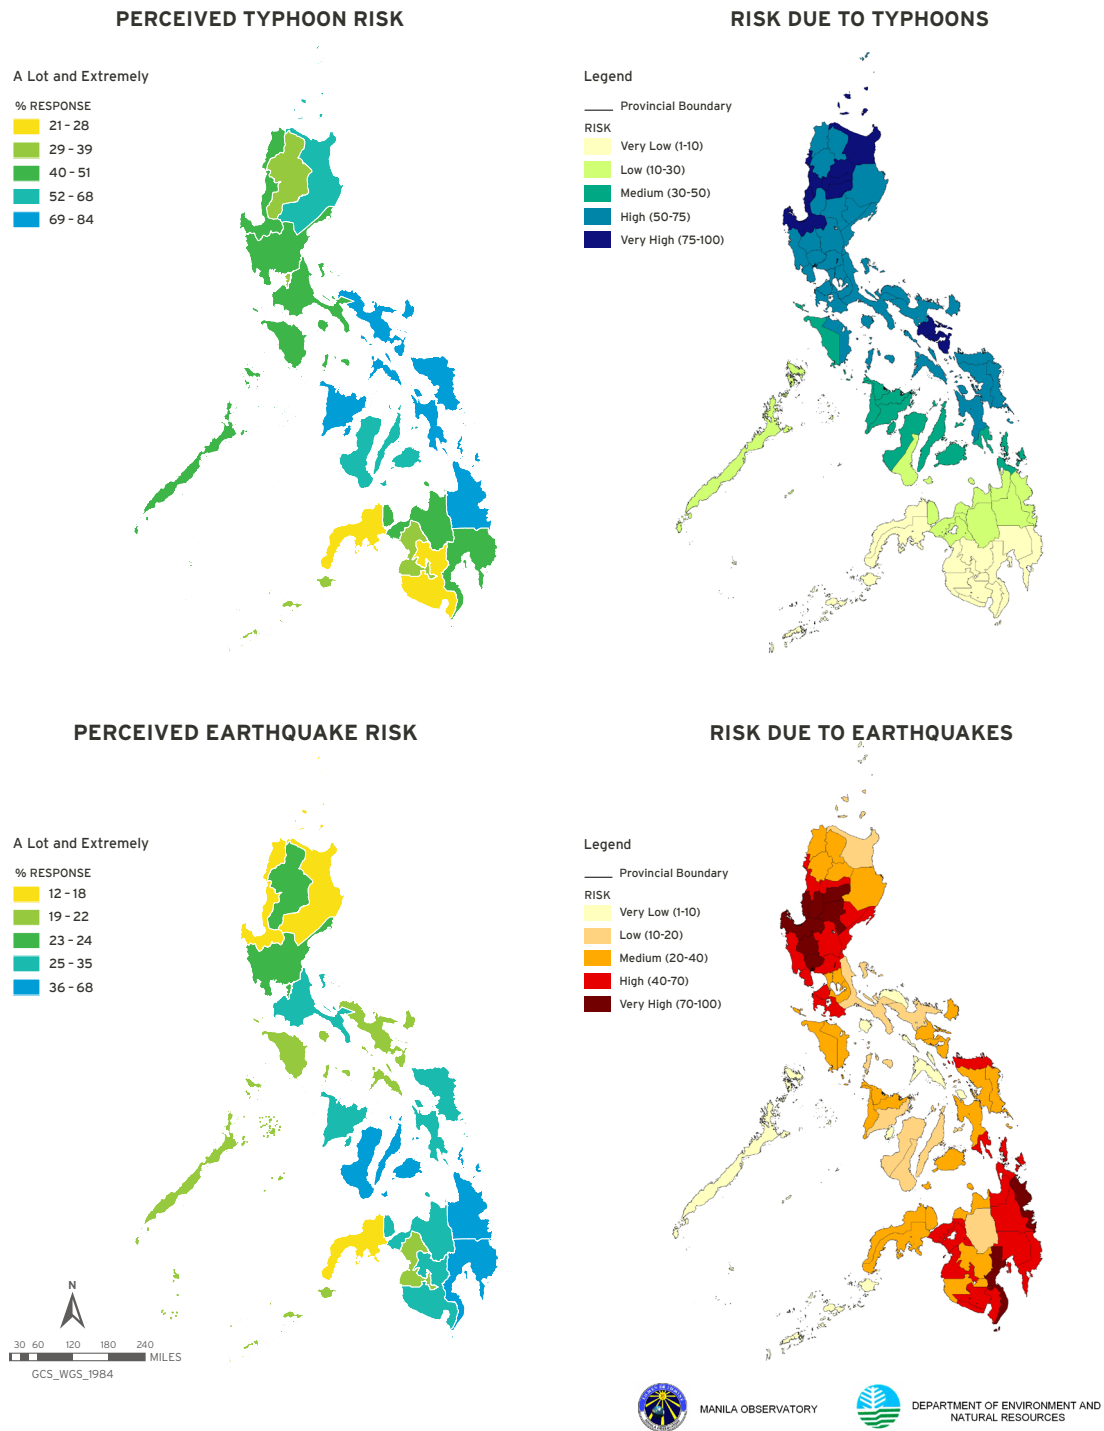 PERCEIVED TYPHOON RISK
A Lot and Extremely
% RESPONSE
21 – 28
29 – 39
40 – 51
52 – 68
69 – 84
RISK DUE TO TYPHOONS
Legend
Provincial Boundary
RISK
Very Low (1-10)
Low (10-30)
Medium (30-50)
High (50-75)
Very High (75-100)
PERCEIVED EARTHQUAKE RISK
A Lot and Extremely
% RESPONSE
12 – 18
19 – 22
23 – 24
25 – 35
36 – 68
N
30 60 120 180 240
MILES
GCS_WGS_1984
RISK DUE TO EARTHQUAKES
Legend
Provincial Boundary
RISK
Very Low (1-10)
Low (10-20)
Medium (20-40)
High (40-70)
Very High (70-100)
MANILA OBSERVATORY
DEPARTMENT OF ENVIRONMENT AND
NATURAL RESOURCES